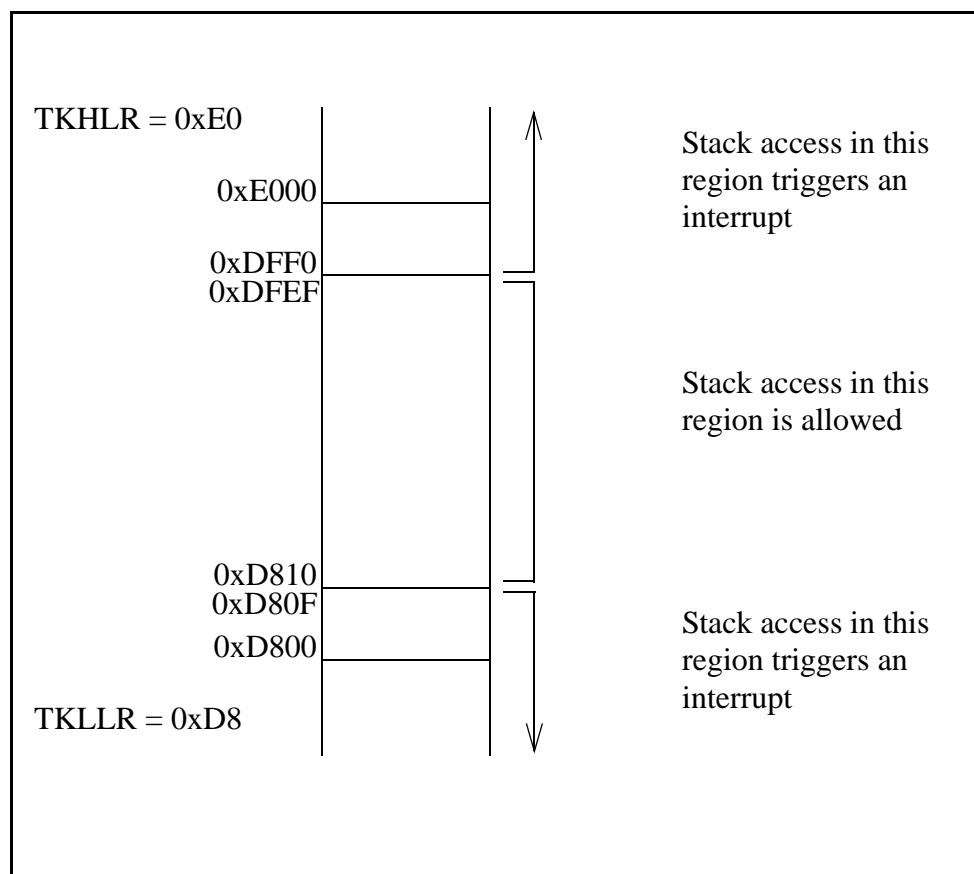 TKHLR = 0xE0
0xE000
0xDFF0
0xDFEF
Stack access in this
region triggers an
interrupt
Stack access in this
region is allowed
0xD810
0xD80F
0xD800
TKLLR = 0xD8
Stack access in this
region triggers an
interrupt